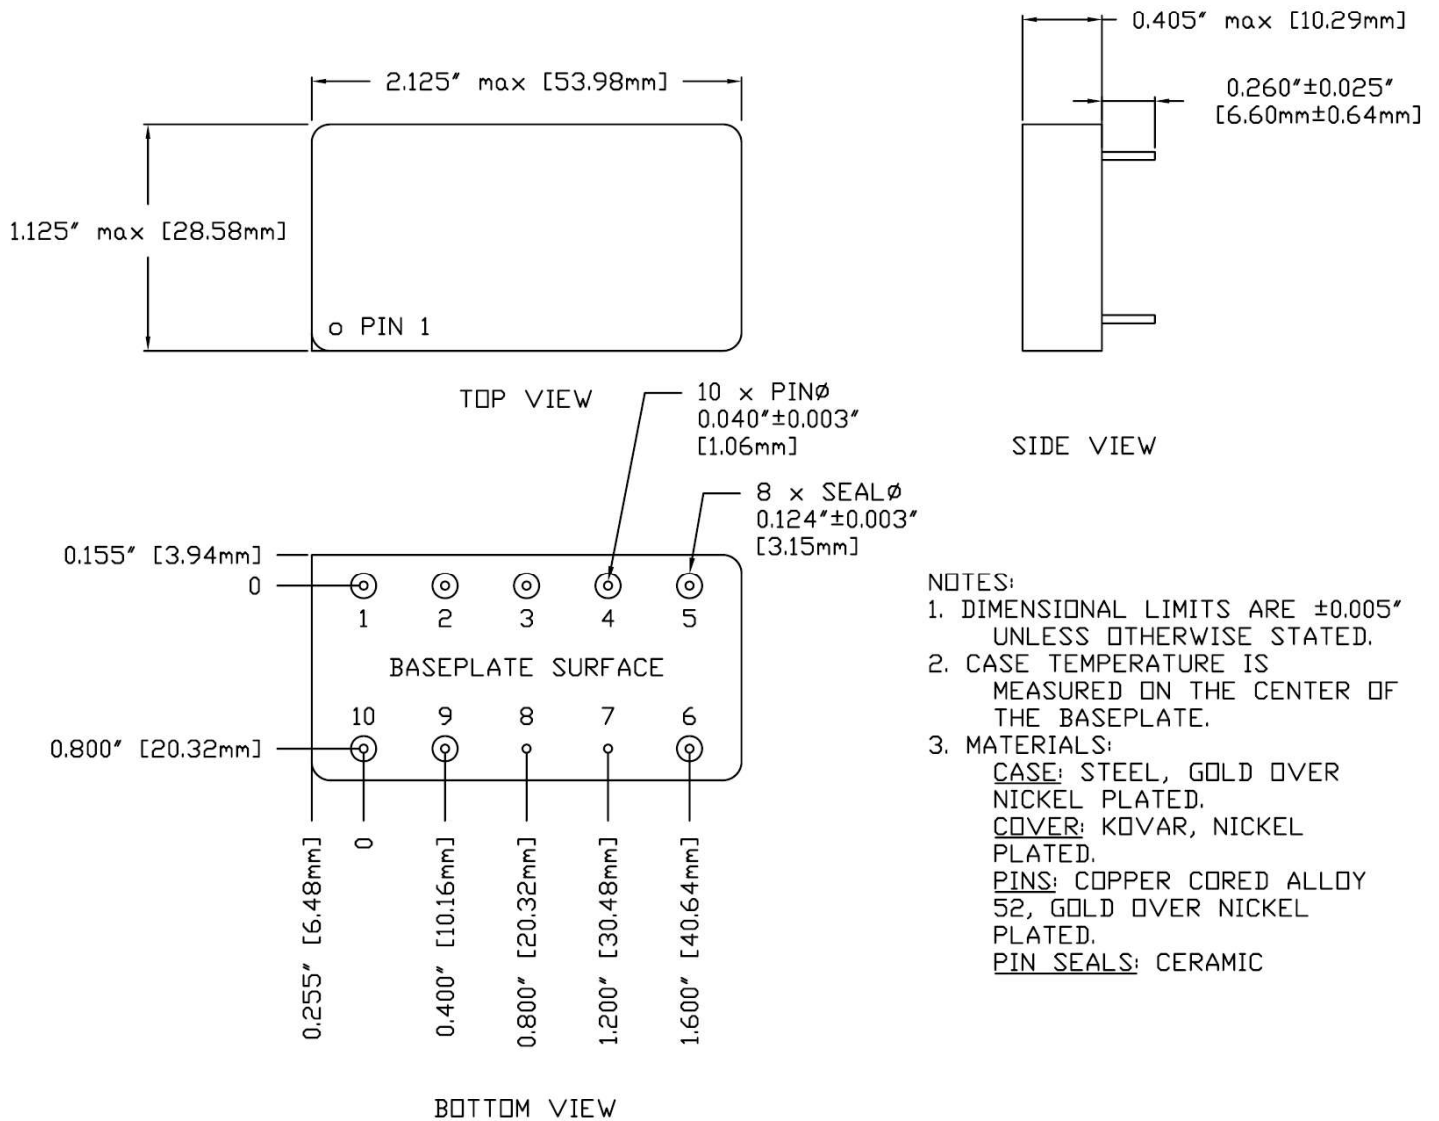 0.405″ max [10.29mm]
2.125″ max [53.98mm]
0.260″±0.025″
[6.60mm±0.64mm]
1.125″ max [28.58mm]
PIN 1
TOP VIEW
10 x PINØ
0.040″±0.003″
[1.06mm]
SIDE VIEW
8 x SEALØ
0.124″±0.003″
[3.15mm]
0.155″ [3.94mm]
0
1 2 3 4 5
BASEPLATE SURFACE
10 9 8 7 6
0.800″ [20.32mm]
0.255″ [6.48mm]
0
0.400″ [10.16mm]
0.800″ [20.32mm]
1.200″ [30.48mm]
1.600″ [40.64mm]
BOTTOM VIEW
NOTES:
1. DIMENSIONAL LIMITS ARE ±0.005″
UNLESS OTHERWISE STATED.
2. CASE TEMPERATURE IS
MEASURED ON THE CENTER OF
THE BASEPLATE.
3. MATERIALS:
CASE: STEEL, GOLD OVER
NICKEL PLATED.
COVER: KOVAR, NICKEL
PLATED.
PINS: COPPER CORED ALLOY
52, GOLD OVER NICKEL
PLATED.
PIN SEALS: CERAMIC